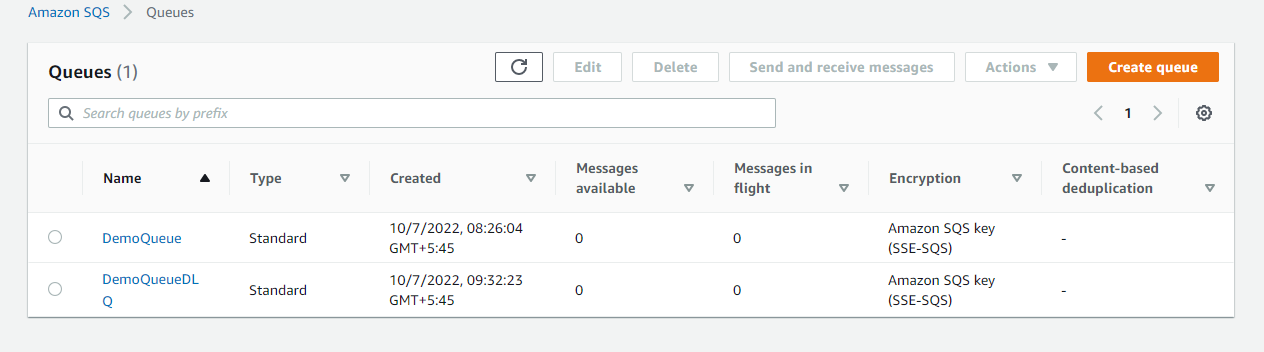 Amazon SQS > Queues
Queues (1)
Edit
Delete
Send and receive messages
Actions
Create queue
Search queues by prefix
1
Name
Type
Created
Messages
available
Messages in
flight
Encryption
Content-based
deduplication
DemoQueue
Standard
10/7/2022, 08:26:04
GMT+5:45
0
0
Amazon SQS key
(SSE-SQS)
-
DemoQueueDL
Q
Standard
10/7/2022, 09:32:23
GMT+5:45
0
0
Amazon SQS key
(SSE-SQS)
-